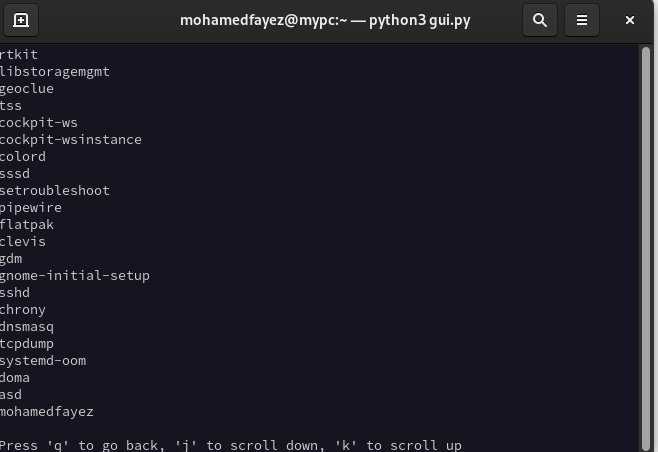 mohamedfayez@mypc:~ — python3 gui.py
rtkit
libstoragemgmt
geoclue
tss
cockpit-ws
cockpit-wsinstance
colord
sssd
setroubleshoot
pipewire
flatpak
clevis
gdm
gnome-initial-setup
sshd
chrony
dnsmasq
tcpdump
systemd-oom
doma
asd
mohamedfayez
Press 'q' to go back, 'j' to scroll down, 'k' to scroll up